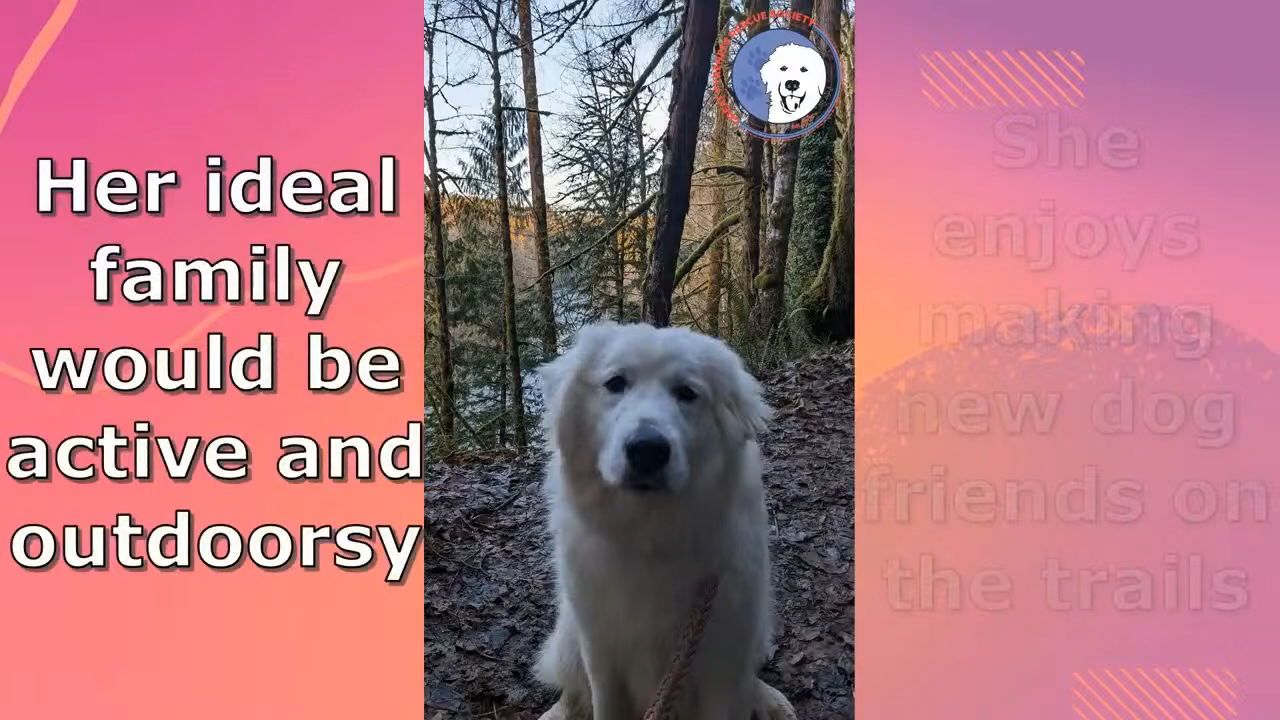 Her ideal
family
would be
active and
outdoorsy
She
enjoys
making
new dog
friends on
the trails